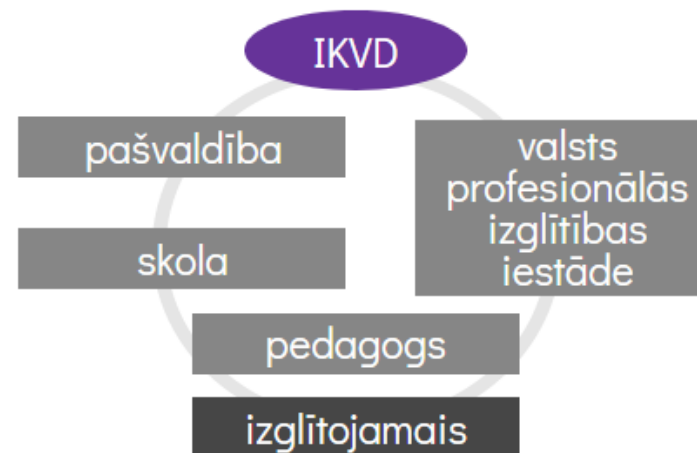 IKVD
pašvaldība
skola
valsts
profesionālās
izglītības
iestāde
pedagogs
izglītojamais